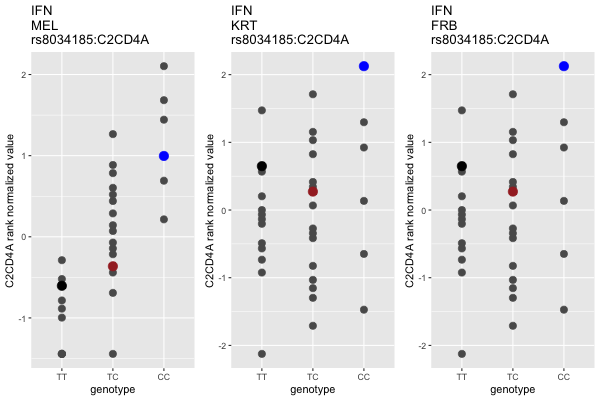 IFN
MEL
rs8034185:C2CD4A
C2CD4A rank normalized value
2
1
0
-1
TT
TC
CC
genotype
IFN
KRT
rs8034185:C2CD4A
C2CD4A rank normalized value
2
1
0
-1
-2
TT
TC
CC
genotype
IFN
FRB
rs8034185:C2CD4A
C2CD4A rank normalized value
2
1
0
-1
-2
TT
TC
CC
genotype